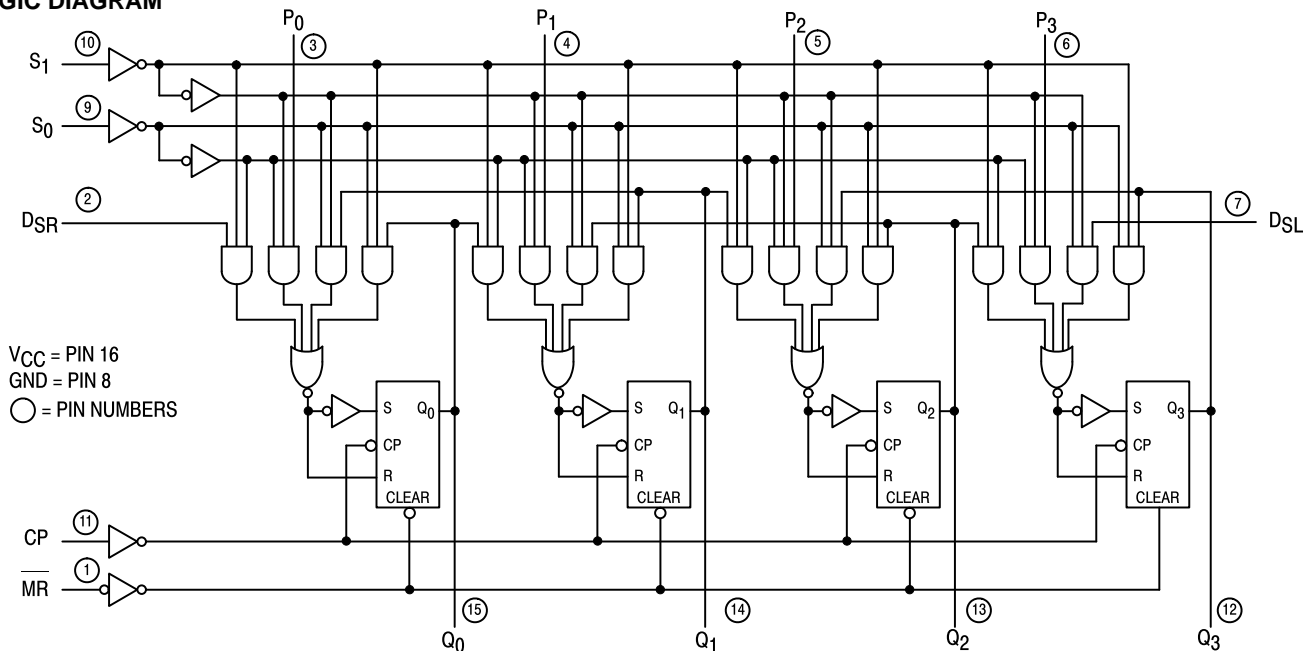 GIC DIAGRAM
P0 P1 P2 P3
3 4 5 6
10
S1
9
S0
2 7
DSR DSL
VCC = PIN 16
GND = PIN 8
= PIN NUMBERS
S Q0 S Q1 S Q2 S Q3
CP CP CP CP
R R R R
CLEAR CLEAR CLEAR CLEAR
11
CP
1
MR
15 14 13 12
Q0 Q1 Q2 Q3